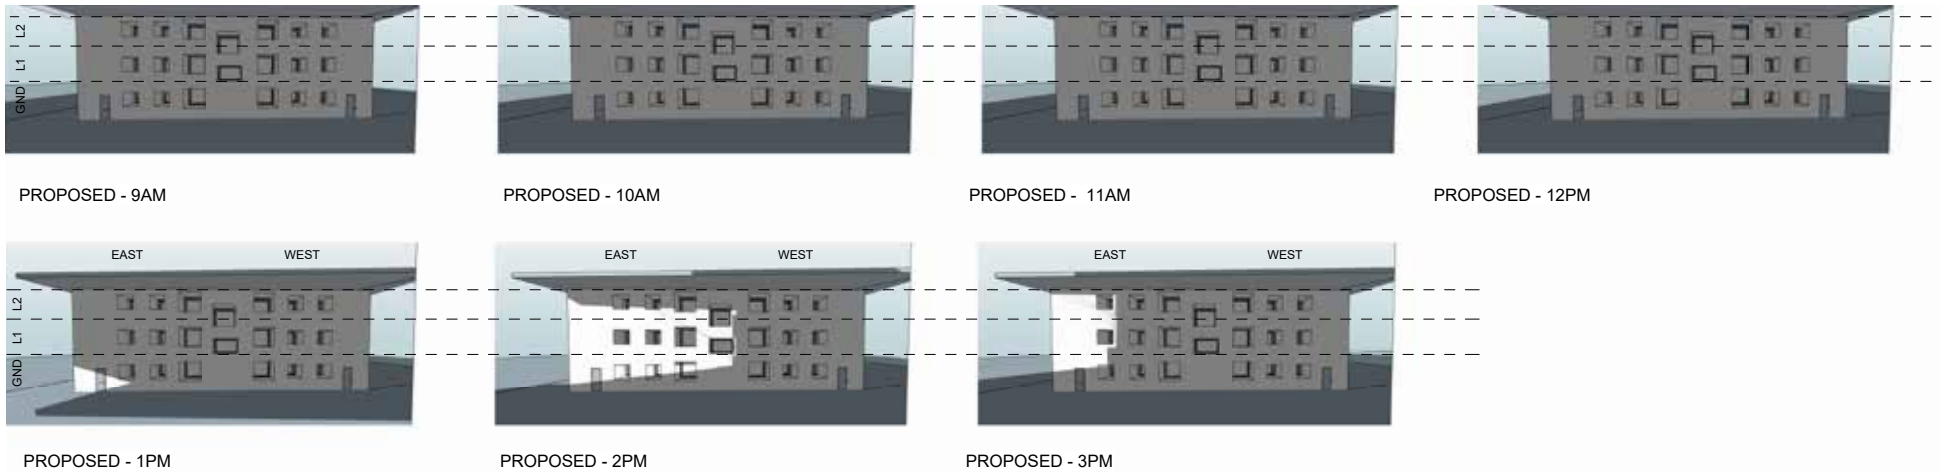 L2
L1
GND
PROPOSED - 9AM
PROPOSED - 10AM
PROPOSED - 11AM
PROPOSED - 12PM
EAST WEST
EAST WEST
EAST WEST
L2
L1
GND
PROPOSED - 1PM
PROPOSED - 2PM
PROPOSED - 3PM